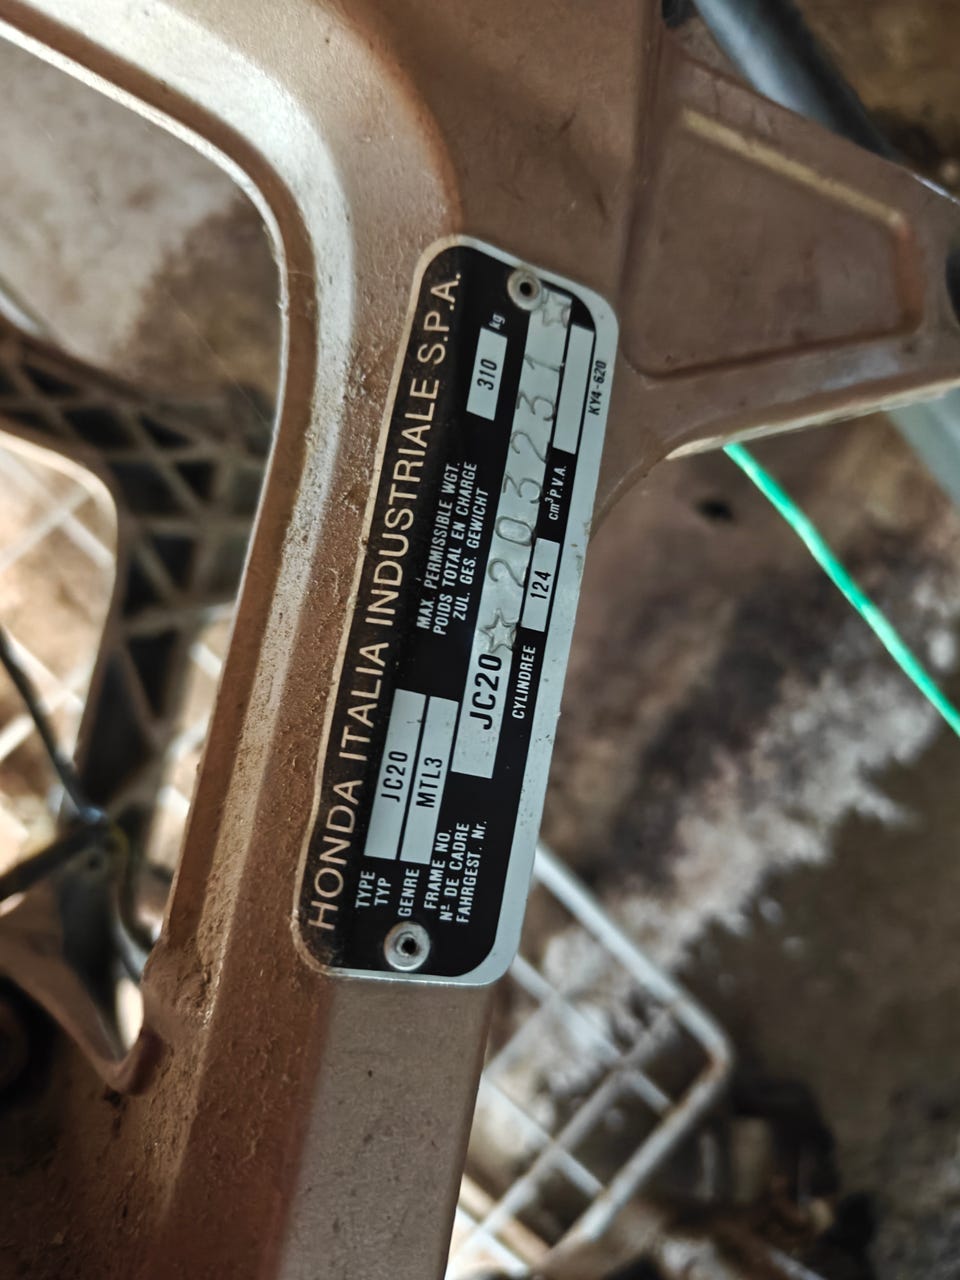 HONDA ITALIA INDUSTRIALE S.P.A.
TYPE
TYP
JC20
GENRE
MTL3
MAX. PERMISSIBLE WGT.
POIDS TOTAL EN CHARGE
ZUL. GES. GEWICHT
310 kg
FRAME NO.
Nº DE CADRE
FAHRGEST. Nr.
JC20 ☆203231☆
CYLINDREE 124 cm³ P.V.A.
KY4-620